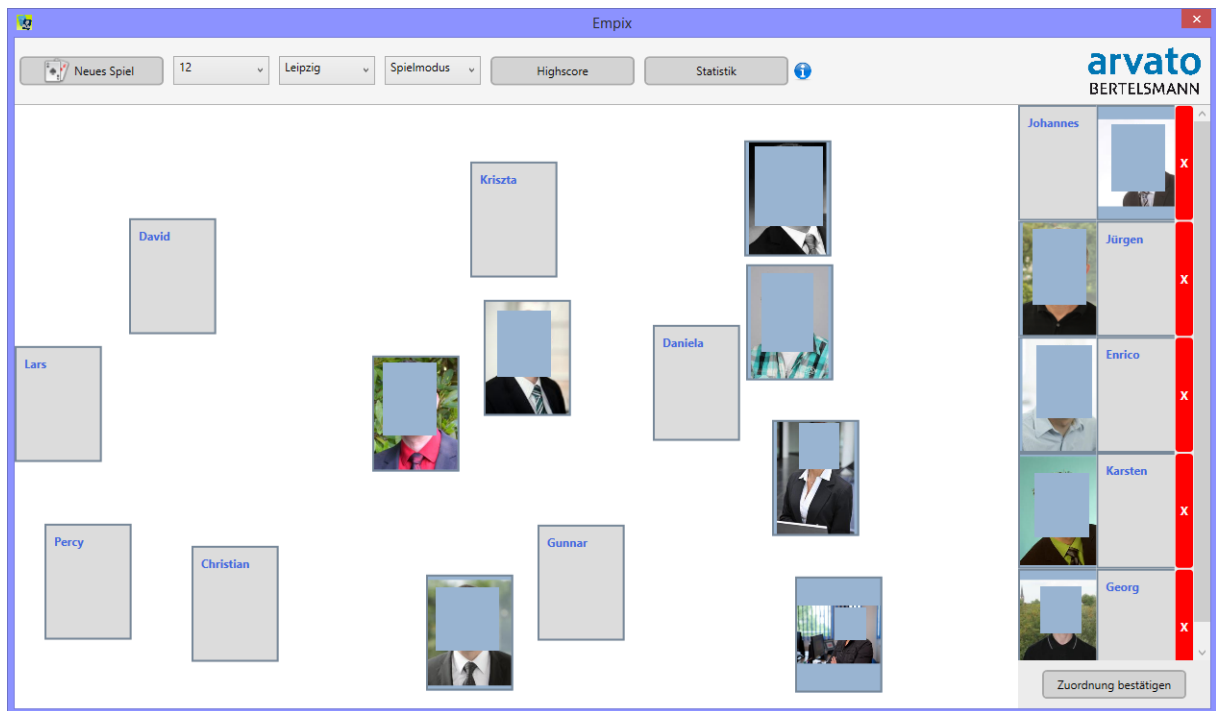 Empix
Neues Spiel
12
Leipzig
Spielmodus
Highscore
Statistik
arvato
BERTELSMANN
Johannes
X
Kriszta
David
Jürgen
X
Daniela
Lars
Enrico
X
Karsten
X
Percy
Christian
Gunnar
Georg
X
Zuordnung bestätigen